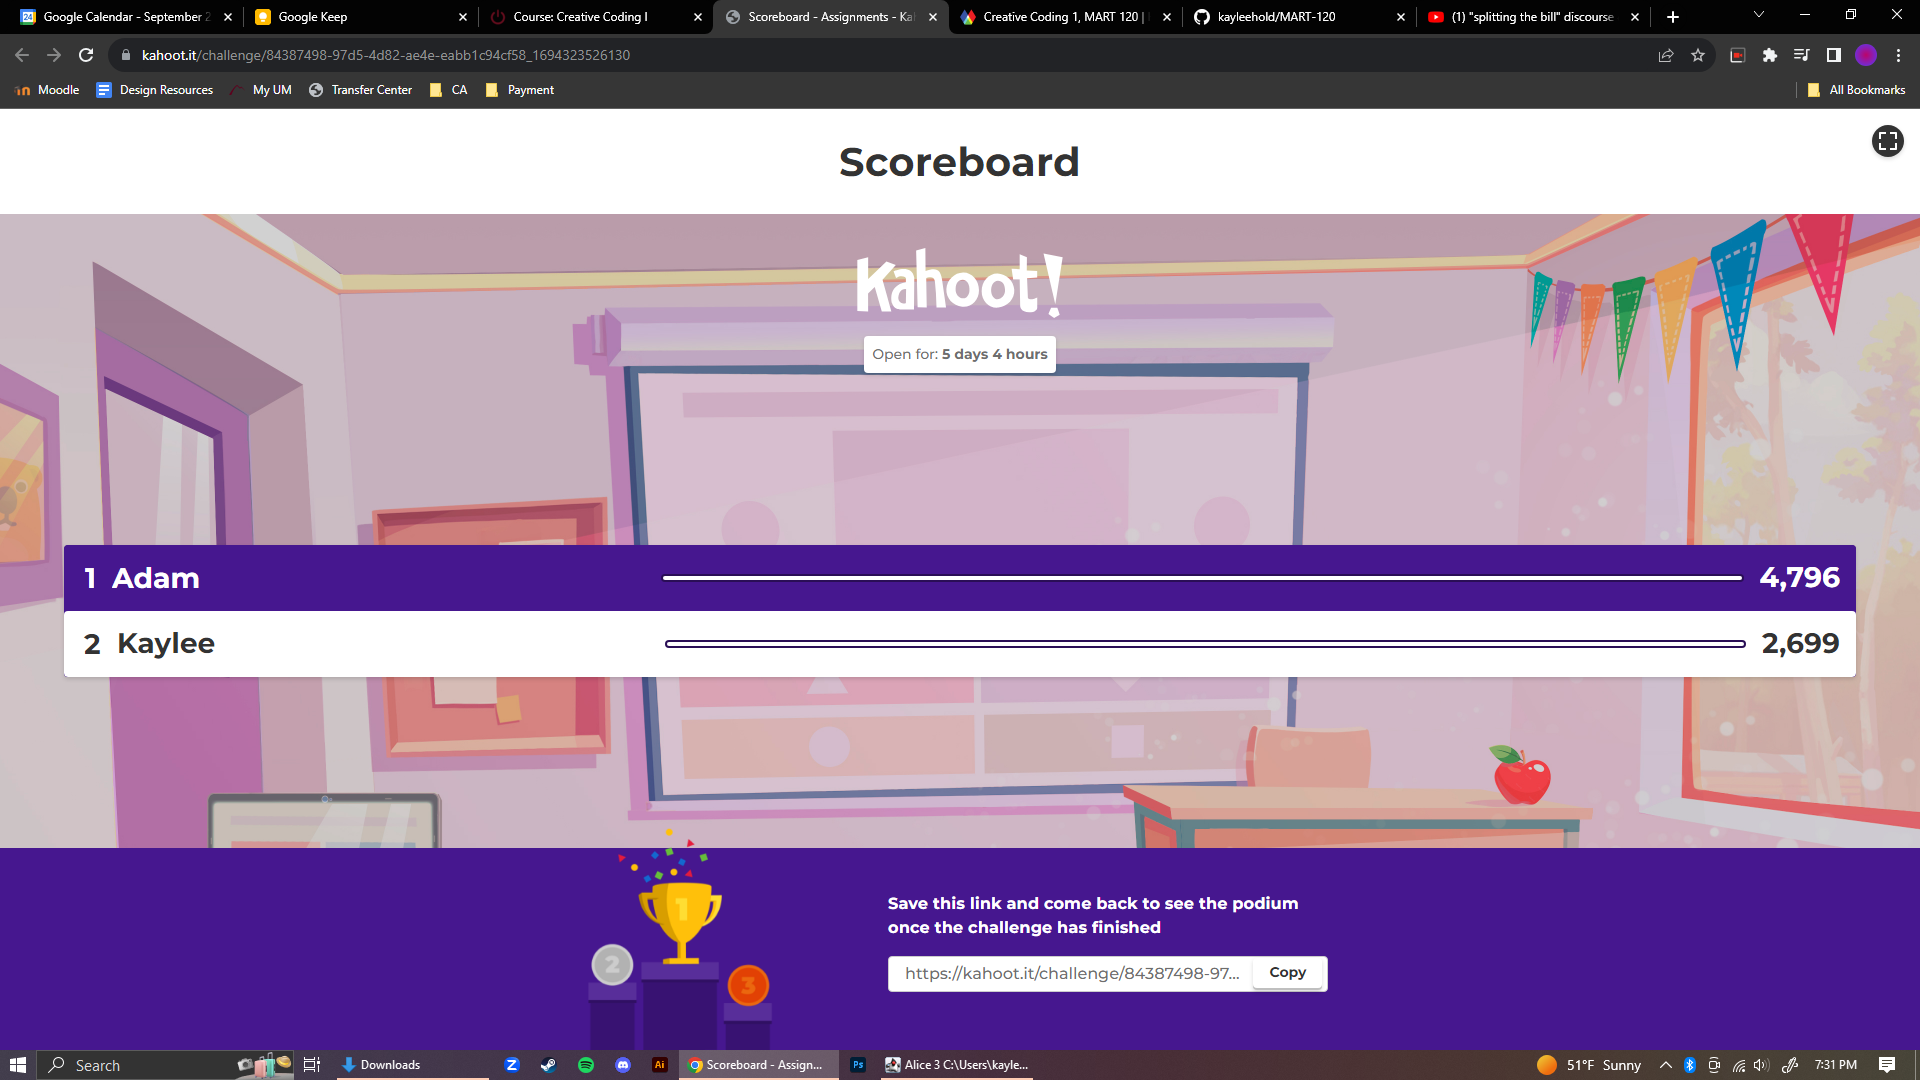 Google Calendar - September 2
Google Keep
Course: Creative Coding I
Scoreboard - Assignments - Ka
Creative Coding 1, MART 120 |
kayleehold/MART-120
(1) "splitting the bill" discourse
kahoot.it/challenge/84387498-97d5-4d82-ae4e-eabb1c94cf58_1694323526130
Moodle
Design Resources
My UM
Transfer Center
CA
Payment
All Bookmarks
Scoreboard
Kahoot!
Open for: 5 days 4 hours
1 Adam 4,796
2 Kaylee 2,699
1
2
3
Save this link and come back to see the podium
once the challenge has finished
https://kahoot.it/challenge/84387498-97...
Copy
Search
Downloads
Z
Ai
Scoreboard - Assign...
Ps
Alice 3 C:\Users\kayle...
51°F Sunny
7:31 PM